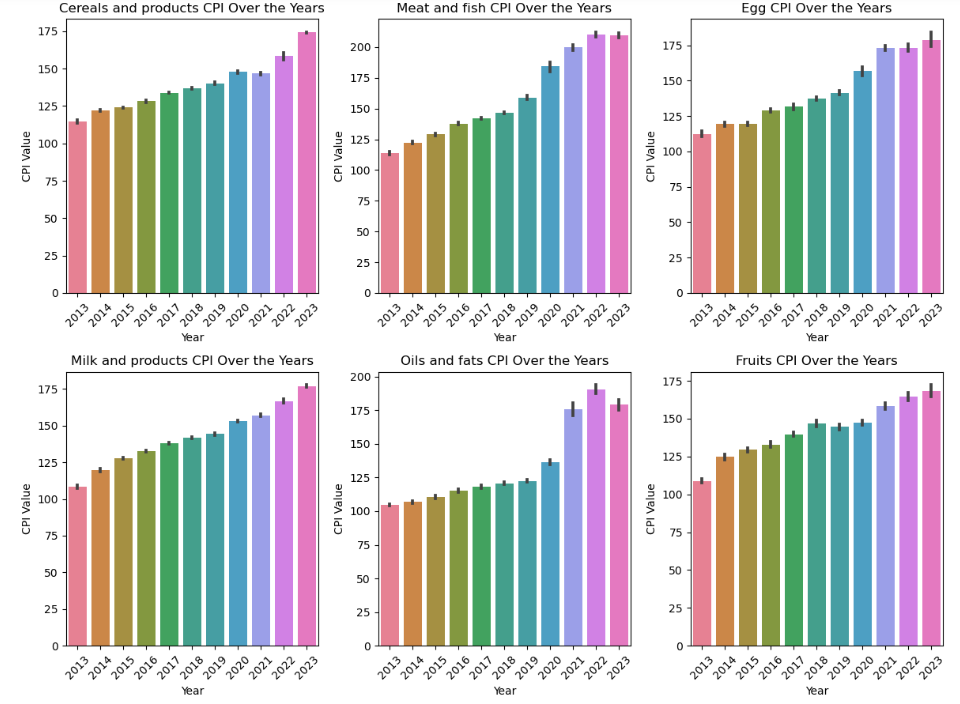 Cereals and products CPI Over the Years
CPI Value
175
150
125
100
75
50
25
0
2013 2014 2015 2016 2017 2018 2019 2020 2021 2022 2023
Year
Meat and fish CPI Over the Years
CPI Value
200
175
150
125
100
75
50
25
0
2013 2014 2015 2016 2017 2018 2019 2020 2021 2022 2023
Year
Egg CPI Over the Years
CPI Value
175
150
125
100
75
50
25
0
2013 2014 2015 2016 2017 2018 2019 2020 2021 2022 2023
Year
Milk and products CPI Over the Years
CPI Value
175
150
125
100
75
50
25
0
2013 2014 2015 2016 2017 2018 2019 2020 2021 2022 2023
Year
Oils and fats CPI Over the Years
CPI Value
200
175
150
125
100
75
50
25
0
2013 2014 2015 2016 2017 2018 2019 2020 2021 2022 2023
Year
Fruits CPI Over the Years
CPI Value
175
150
125
100
75
50
25
0
2013 2014 2015 2016 2017 2018 2019 2020 2021 2022 2023
Year